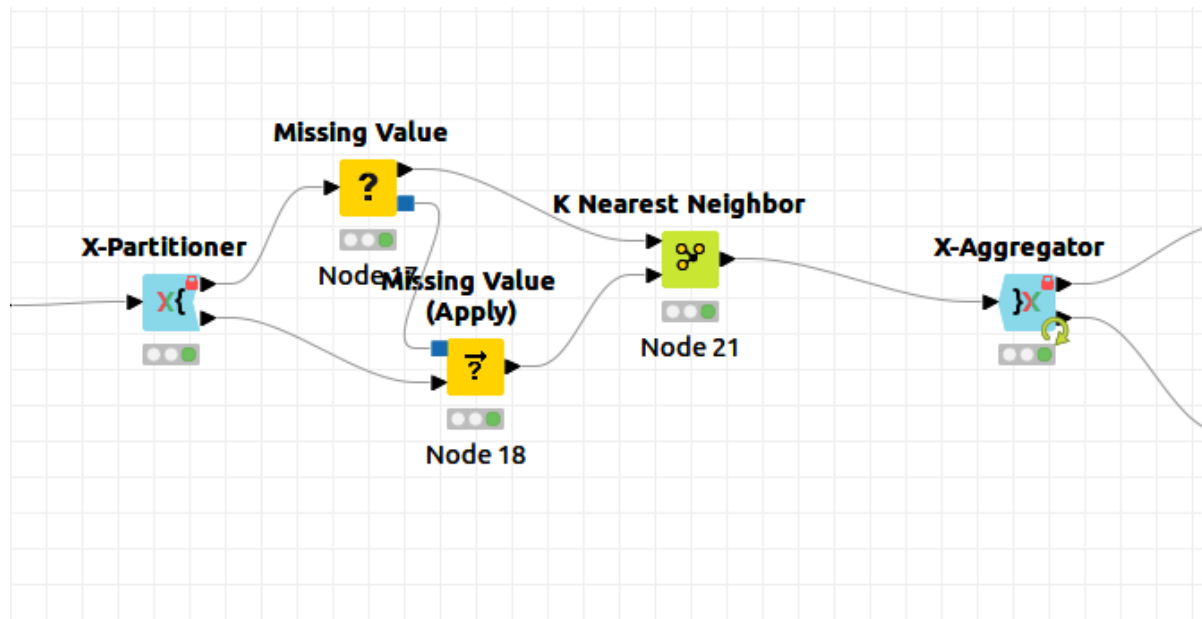 Missing Value
?
Node 17
X-Partitioner
X{
Missing Value
(Apply)
?
Node 18
K Nearest Neighbor
Node 21
X-Aggregator
}X